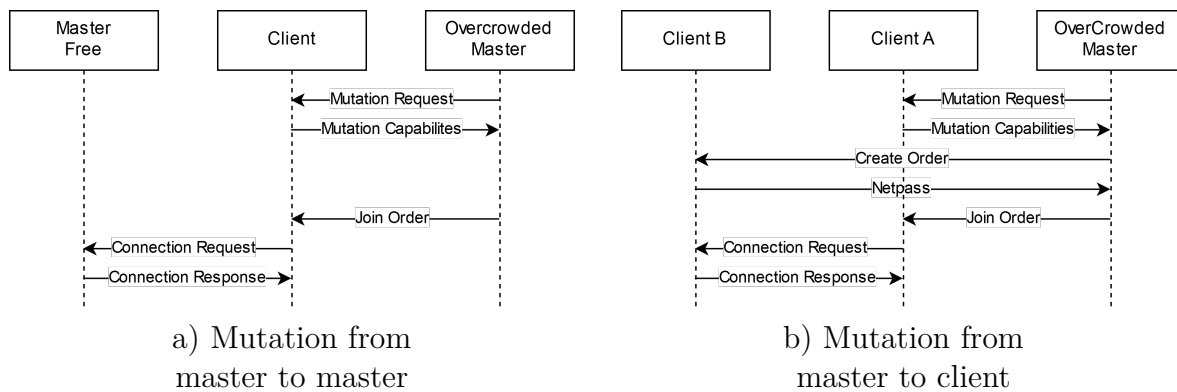 Master
Free
Client
Overcrowded
Master
Mutation Request
Mutation Capabilites
Join Order
Connection Request
Connection Response
a) Mutation from
master to master
Client B
Client A
OverCrowded
Master
Mutation Request
Mutation Capabilities
Create Order
Netpass
Join Order
Connection Request
Connection Response
b) Mutation from
master to client